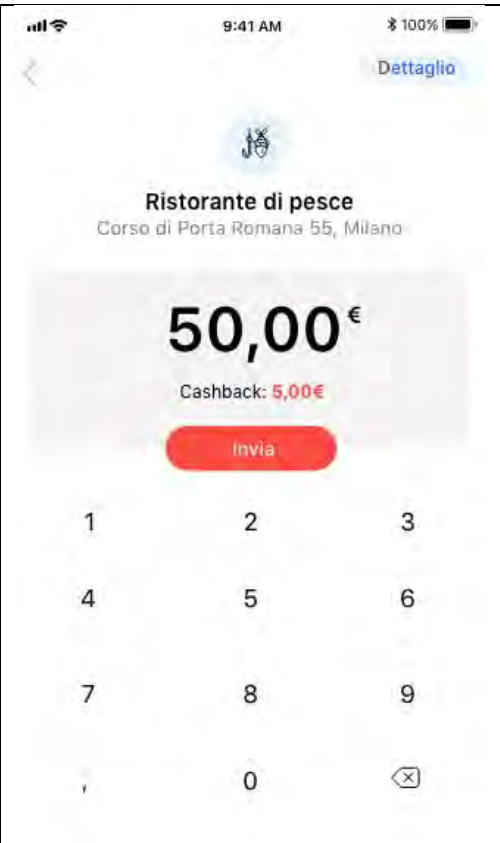 9:41 AM 100%
Dettaglio
Ristorante di pesce
Corso di Porta Romana 55, Milano
50,00€
Cashback: 5,00€
Invia
1 2 3
4 5 6
7 8 9
, 0